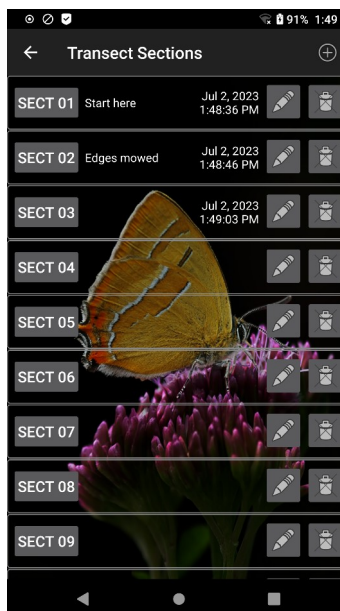 91% 1:49
Transect Sections
SECT 01 Start here Jul 2, 2023
1:48:36 PM
SECT 02 Edges mowed Jul 2, 2023
1:48:46 PM
SECT 03 Jul 2, 2023
1:49:03 PM
SECT 04
SECT 05
SECT 06
SECT 07
SECT 08
SECT 09